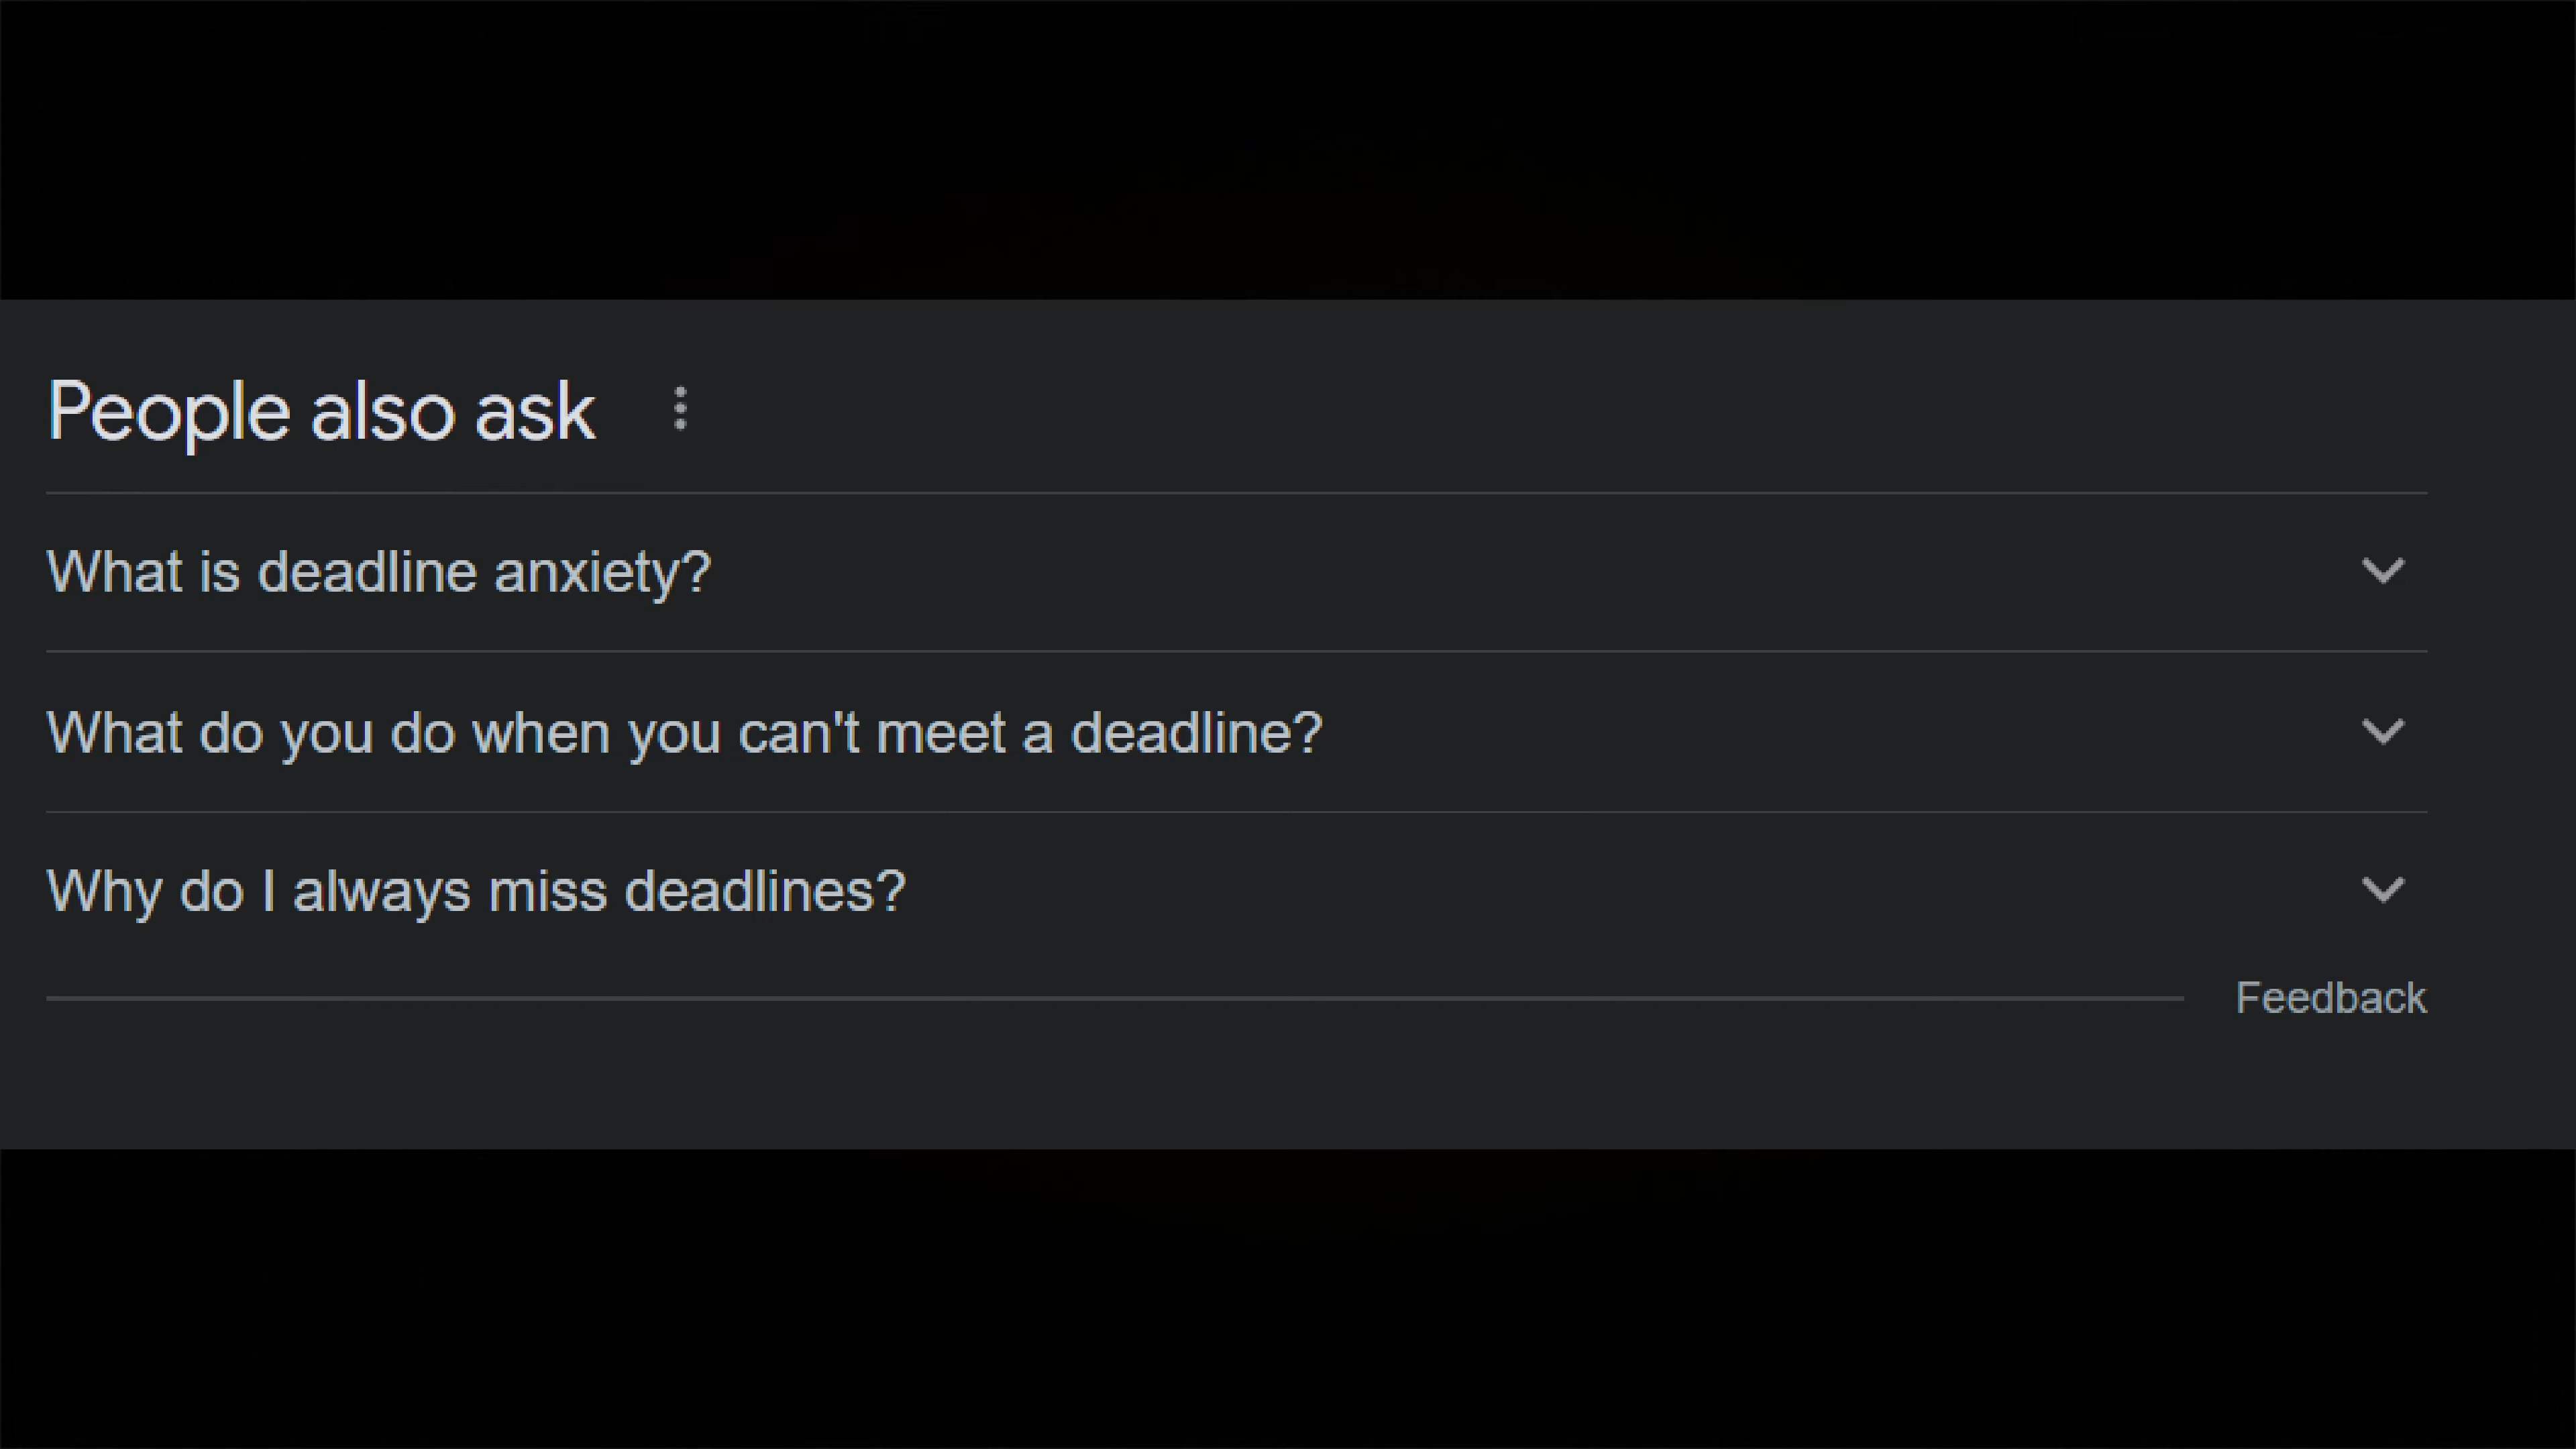 People also ask
What is deadline anxiety?
What do you do when you can't meet a deadline?
Why do I always miss deadlines?
Feedback